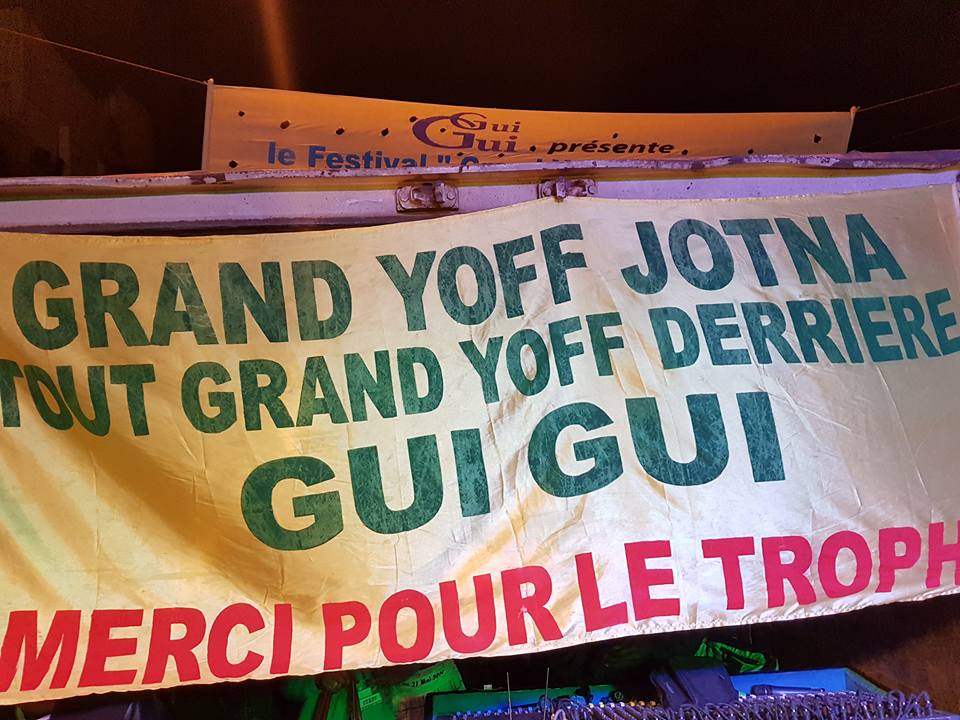 Gui
Gui présente
le Festival "
GRAND YOFF JOTNA
TOUT GRAND YOFF DERRIERE
GUI GUI
MERCI POUR LE TROPH